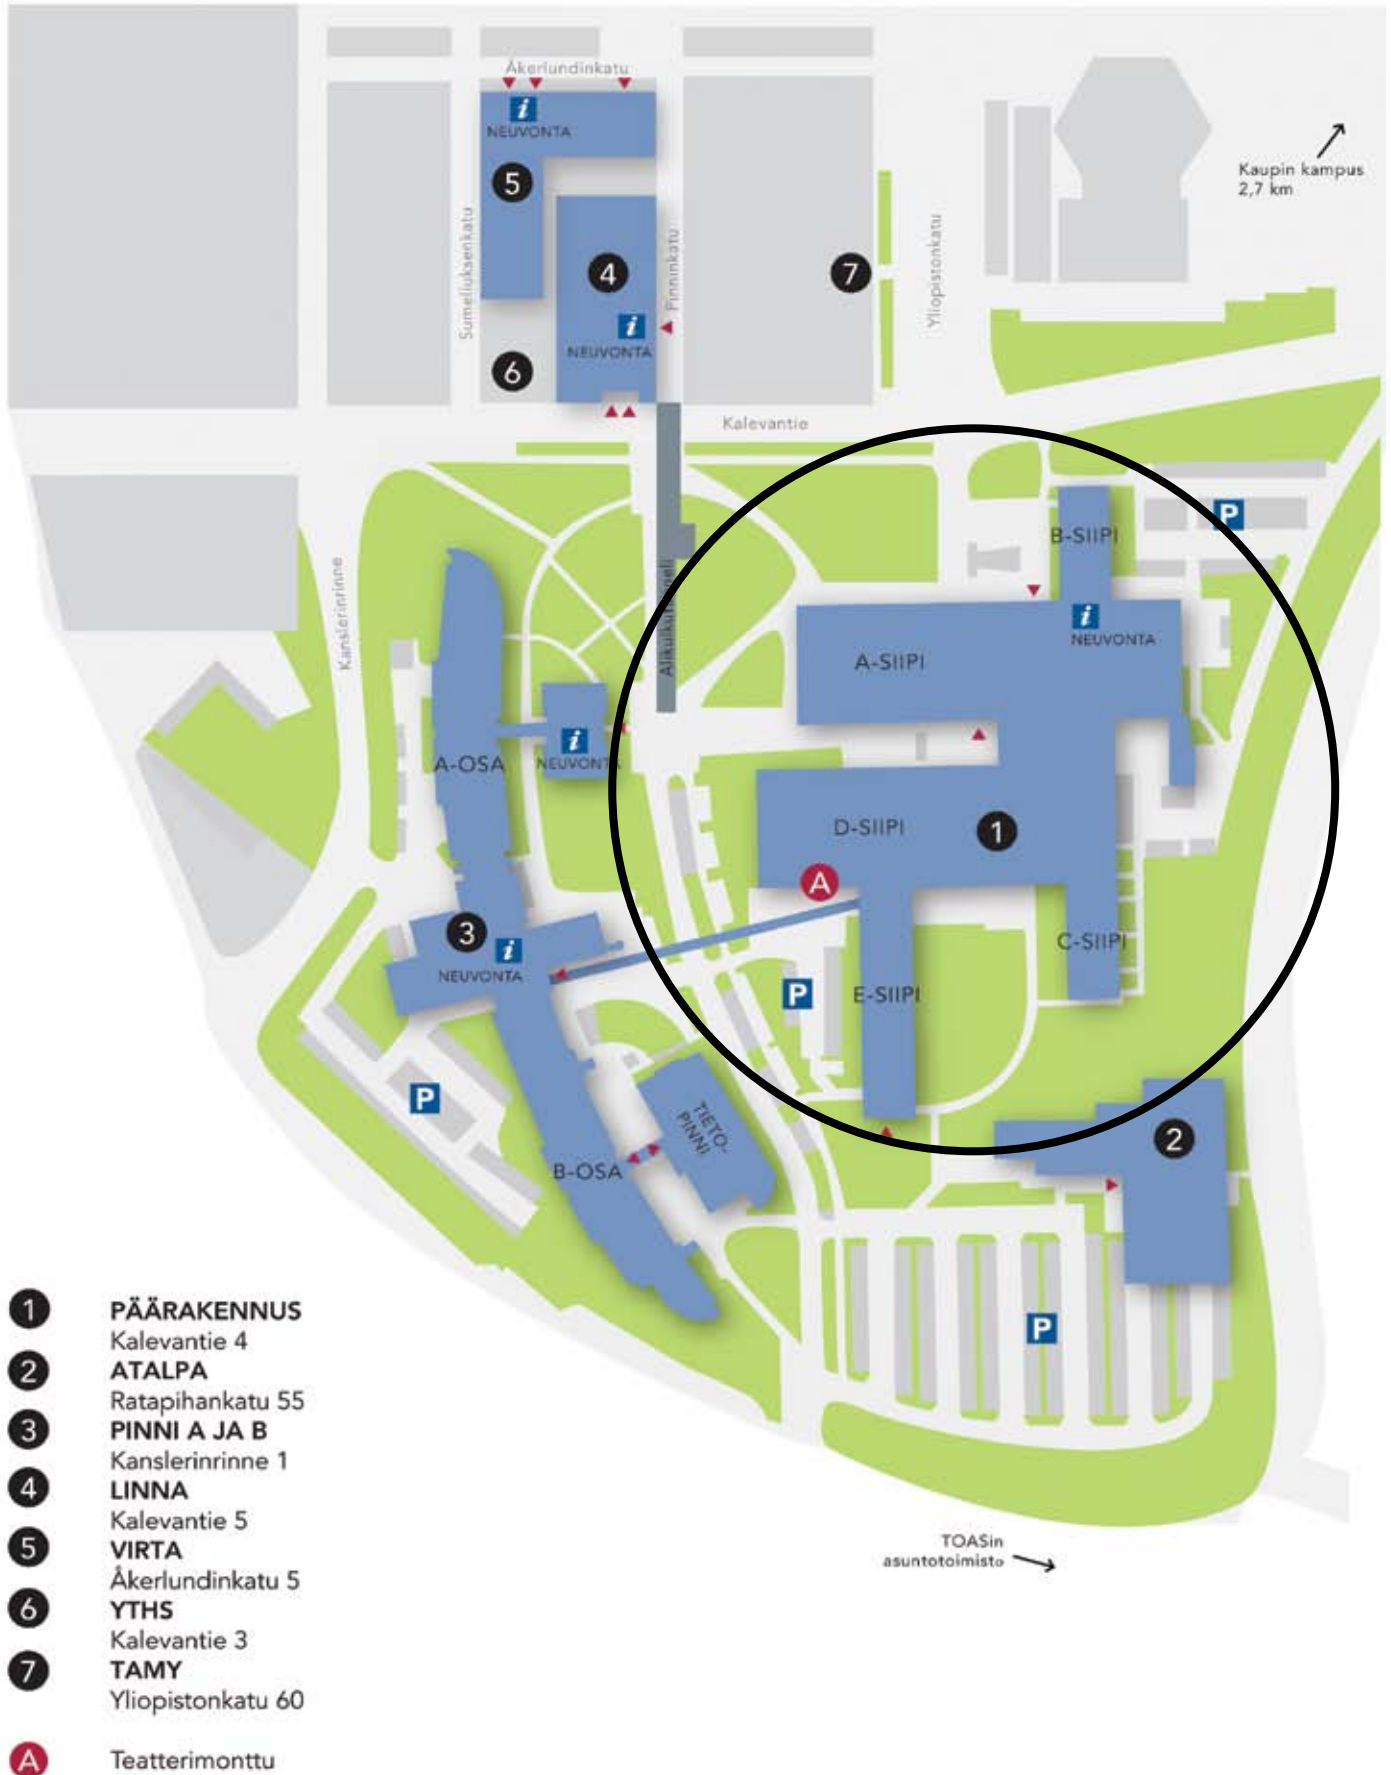 Åkerlundinkatu
i
NEUVONTA
5
Sumeliuksenkatu
4
Pinninkatu
i
NEUVONTA
6
7
Yliopistonkatu
Kaupin kampus
2,7 km
Kalevantie
P
B-SIIPI
i
NEUVONTA
A-SIIPI
Kanslerinrinne
A-OSA
i
NEUVONTA
D-SIIPI
1
A
3
i
NEUVONTA
C-SIIPI
P
E-SIIPI
P
TIETO-
PINNI
B-OSA
2
P
1 PÄÄRAKENNUS
Kalevantie 4
2 ATALPA
Ratapihankatu 55
3 PINNI A JA B
Kanslerinrinne 1
4 LINNA
Kalevantie 5
5 VIRTA
Åkerlundinkatu 5
6 YTHS
Kalevantie 3
7 TAMY
Yliopistonkatu 60
A Teatterimonttu
TOASin
asuntotoimisto